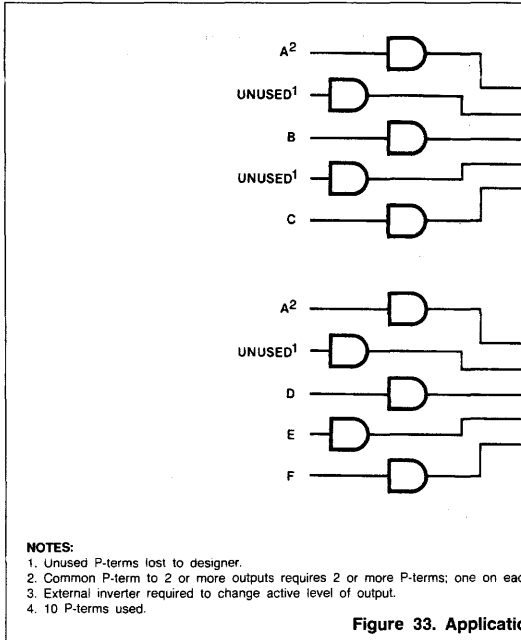 A²
UNUSED¹
B
UNUSED¹
C
A²
UNUSED¹
D
E
F
NOTES:
1. Unused P-terms lost to designer.
2. Common P-term to 2 or more outputs requires 2 or more P-terms; one on eac
3. External inverter required to change active level of output.
4. 10 P-terms used.
Figure 33. Applicatio